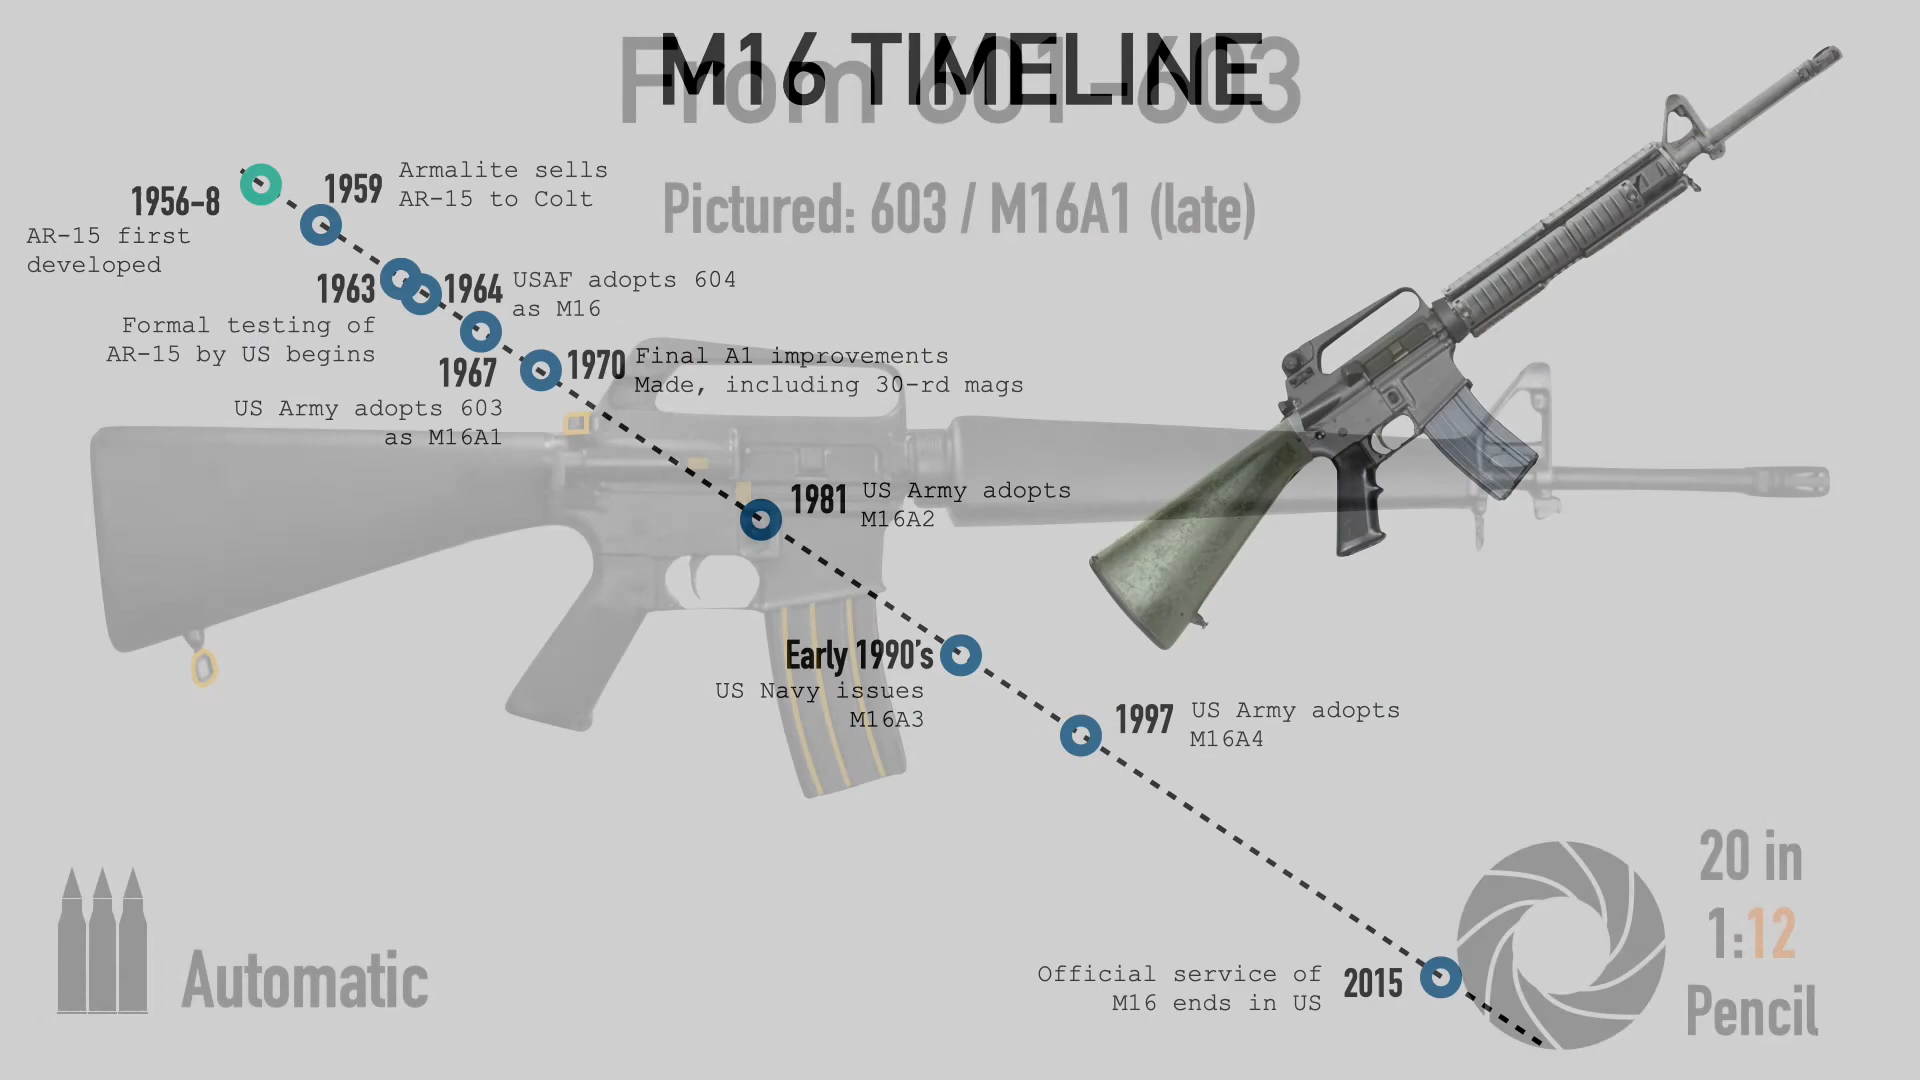 M16 TIMELINE
From 601-603
Pictured: 603 / M16A1 (late)
1956-8
AR-15 first
developed
1959
Armalite sells
AR-15 to Colt
1963
Formal testing of
AR-15 by US begins
1964
USAF adopts 604
as M16
1967
US Army adopts 603
as M16A1
1970
Final A1 improvements
Made, including 30-rd mags
1981
US Army adopts
M16A2
Early 1990's
US Navy issues
M16A3
1997
US Army adopts
M16A4
Official service of
M16 ends in US
2015
Automatic
20 in
1:12
Pencil